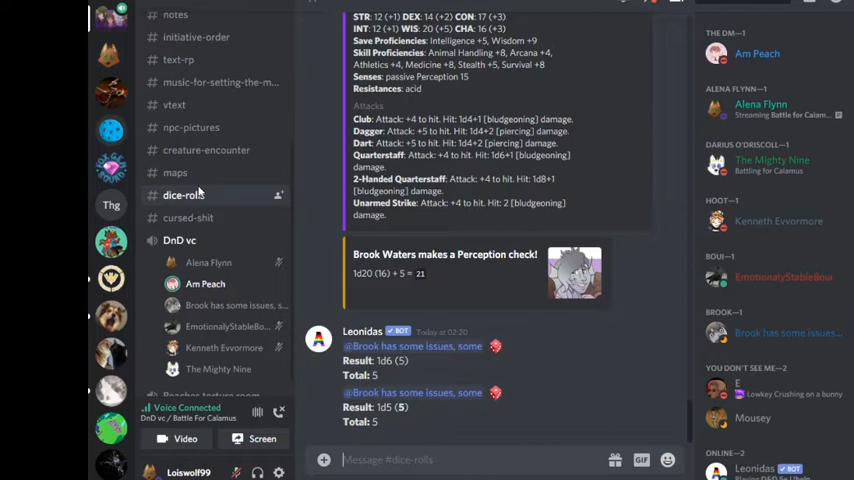 notes
initiative-order
text-rp
music-for-setting-the-m...
vtext
npc-pictures
creature-encounter
maps
dice-rolls
cursed-shit
DnD vc
Alena Flynn
Am Peach
Brook has some issues, s...
EmotionalyStableBo...
Kenneth Evvormore
The Mighty Nine
Voice Connected
DnD vc / Battle For Calamus
Video
Screen
Loiswolf99
Thg
STR: 12 (+1) DEX: 14 (+2) CON: 17 (+3)
INT: 12 (+1) WIS: 20 (+5) CHA: 16 (+3)
Save Proficiencies: Intelligence +5, Wisdom +9
Skill Proficiencies: Animal Handling +8, Arcana +4,
Athletics +4, Medicine +8, Stealth +5, Survival +8
Senses: passive Perception 15
Resistances: acid
Attacks
Club: Attack: +4 to hit. Hit: 1d4+1 [bludgeoning] damage.
Dagger: Attack: +5 to hit. Hit: 1d4+2 [piercing] damage.
Dart: Attack: +5 to hit. Hit: 1d4+2 [piercing] damage.
Quarterstaff: Attack: +4 to hit. Hit: 1d6+1 [bludgeoning]
damage.
2-Handed Quarterstaff: Attack: +4 to hit. Hit: 1d8+1
[bludgeoning] damage.
Unarmed Strike: Attack: +4 to hit. Hit: 2 [bludgeoning]
damage.
Brook Waters makes a Perception check!
1d20 (16) + 5 = 21
Leonidas BOT Today at 02:20
@Brook has some issues, some
Result: 1d6 (5)
Total: 5
@Brook has some issues, some
Result: 1d5 (5)
Total: 5
Message #dice-rolls
GIF
THE DM—1
Am Peach
ALENA FLYNN—1
Alena Flynn
Streaming Battle for Calam...
DARIUS O'DRISCOLL—1
The Mighty Nine
Battling for Calamus
HOOT—1
Kenneth Evvormore
BOUI—1
EmotionalyStableBoui
BROOK—1
Brook has some issues...
YOU DON'T SEE ME—2
E
Lowkey Crushing on a bunny
Mousey
ONLINE—2
Leonidas BOT